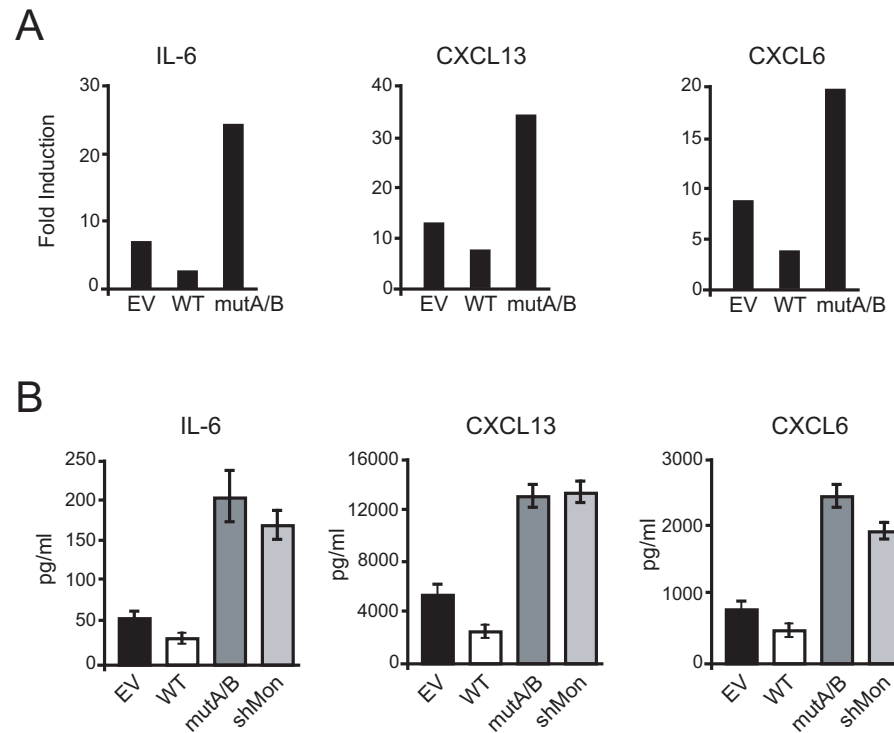 A
IL-6
CXCL13
CXCL6
Fold Induction
30
20
10
0
EV WT mutA/B
40
30
20
10
0
EV WT mutA/B
20
15
10
5
0
EV WT mutA/B
B
IL-6
CXCL13
CXCL6
pg/ml
250
200
150
100
50
0
EV WT mutA/B shMon
pg/ml
16000
12000
8000
4000
0
EV WT mutA/B shMon
pg/ml
3000
2000
1000
0
EV WT mutA/B shMon